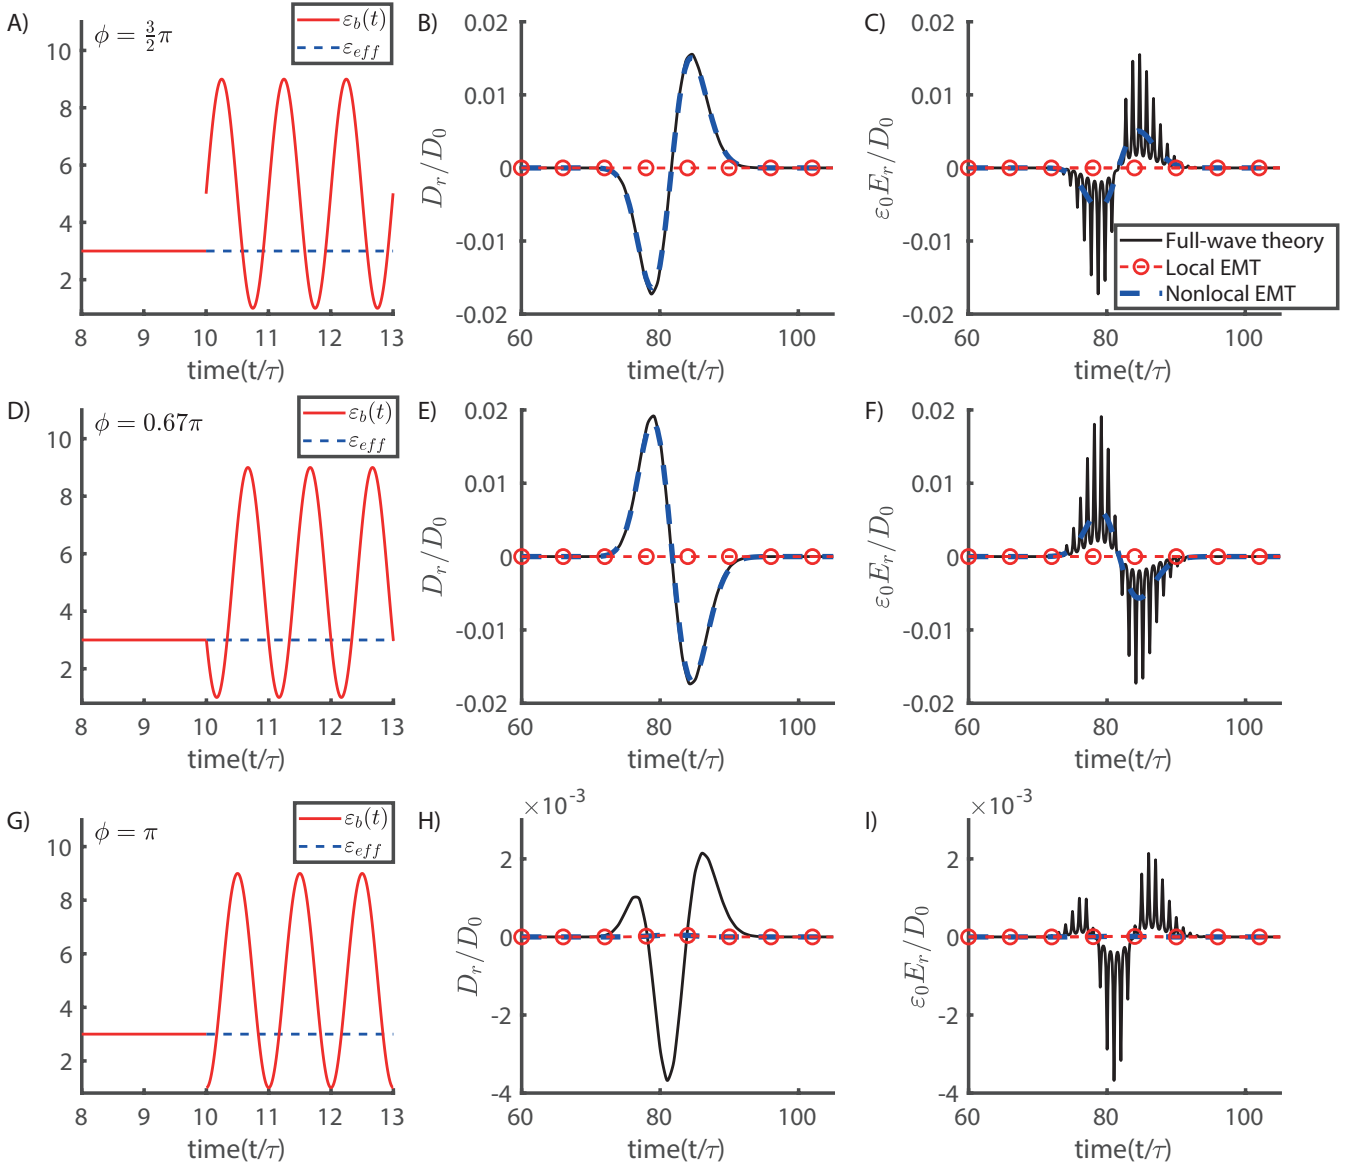 A)
φ = 3/2 π
ε_b(t)
ε_eff
10
8
6
4
2
8 9 10 11 12 13
time(t/τ)
B)
0.02
0.01
0
-0.01
-0.02
D_r/D_0
60 80 100
time(t/τ)
C)
0.02
0.01
0
-0.01
-0.02
ε_0E_r/D_0
Full-wave theory
Local EMT
Nonlocal EMT
60 80 100
time(t/τ)
D)
φ = 0.67π
ε_b(t)
ε_eff
10
8
6
4
2
8 9 10 11 12 13
time(t/τ)
E)
0.02
0.01
0
-0.01
-0.02
D_r/D_0
60 80 100
time(t/τ)
F)
0.02
0.01
0
-0.01
-0.02
ε_0E_r/D_0
60 80 100
time(t/τ)
G)
φ = π
ε_b(t)
ε_eff
10
8
6
4
2
8 9 10 11 12 13
time(t/τ)
H)
×10^-3
2
0
-2
-4
D_r/D_0
60 80 100
time(t/τ)
I)
×10^-3
2
0
-2
-4
ε_0E_r/D_0
60 80 100
time(t/τ)